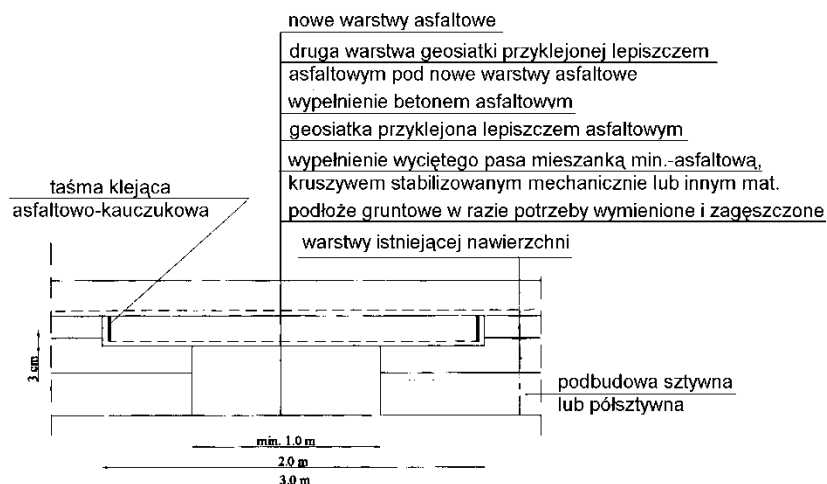 nowe warstwy asfaltowe
druga warstwa geosiatki przyklejonej lepiszczem
asfaltowym pod nowe warstwy asfaltowe
wypełnienie betonem asfaltowym
geosiatka przyklejona lepiszczem asfaltowym
wypełnienie wyciętego pasa mieszanką min.-asfaltową,
kruszywem stabilizowanym mechanicznie lub innym mat.
podłoże gruntowe w razie potrzeby wymienione i zagęszczone
warstwy istniejącej nawierzchni
taśma klejąca
asfaltowo-kauczukowa
3 cm
podbudowa sztywna
lub półsztywna
min. 1.0 m
2.0 m
3.0 m